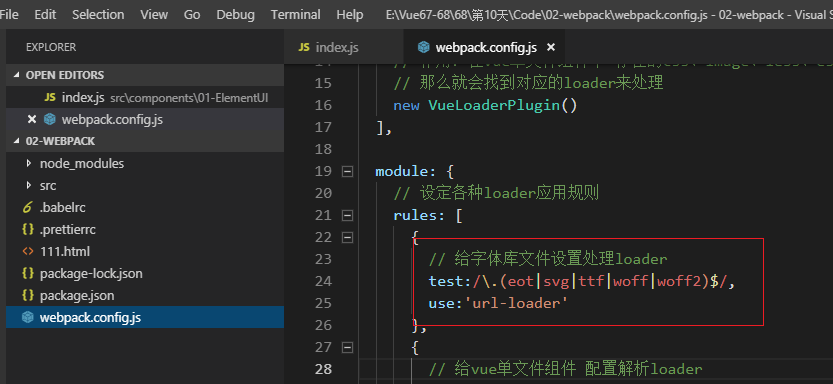 File Edit Selection View Go Debug Terminal Help E:\Vue67-68\68\第10天\Code\02-webpack\webpack.config.js - 02-webpack - Visual S
EXPLORER
OPEN EDITORS
JS index.js src\components\01-ElementUI
webpack.config.js
02-WEBPACK
node_modules
src
.babelrc
.prettierrc
111.html
package-lock.json
package.json
webpack.config.js
JS index.js
webpack.config.js
15 // 那么就会找到对应的loader来处理
16 new VueLoaderPlugin()
17 ],
18
19 module: {
20 // 设定各种loader应用规则
21 rules: [
22 {
23 // 给字体库文件设置处理loader
24 test:/\.(eot|svg|ttf|woff|woff2)$/,
25 use:'url-loader'
26 },
27 {
28 // 给vue单文件组件 配置解析loader